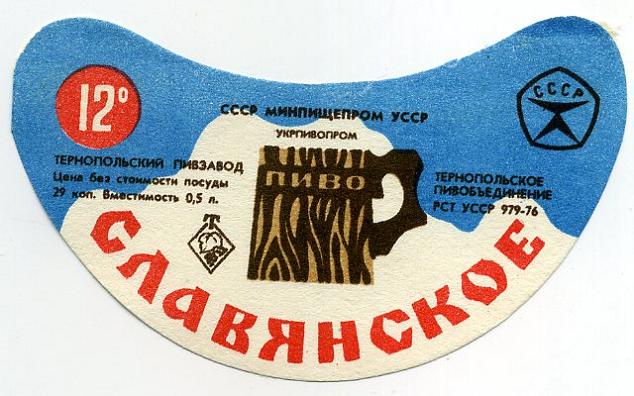 12°
СССР МИНПИЩЕПРОМ УССР
УКРПИВОПРОМ
СССР
ТЕРНОПОЛЬСКИЙ ПИВЗАВОД
Цена без стоимости посуды
29 коп. Вместимость 0,5 л.
ПИВО
ТЕРНОПОЛЬСКОЕ
ПИВОБЪЕДИНЕНИЕ
РСТ УССР 979-76
Т
СЛАВЯНСКОЕ